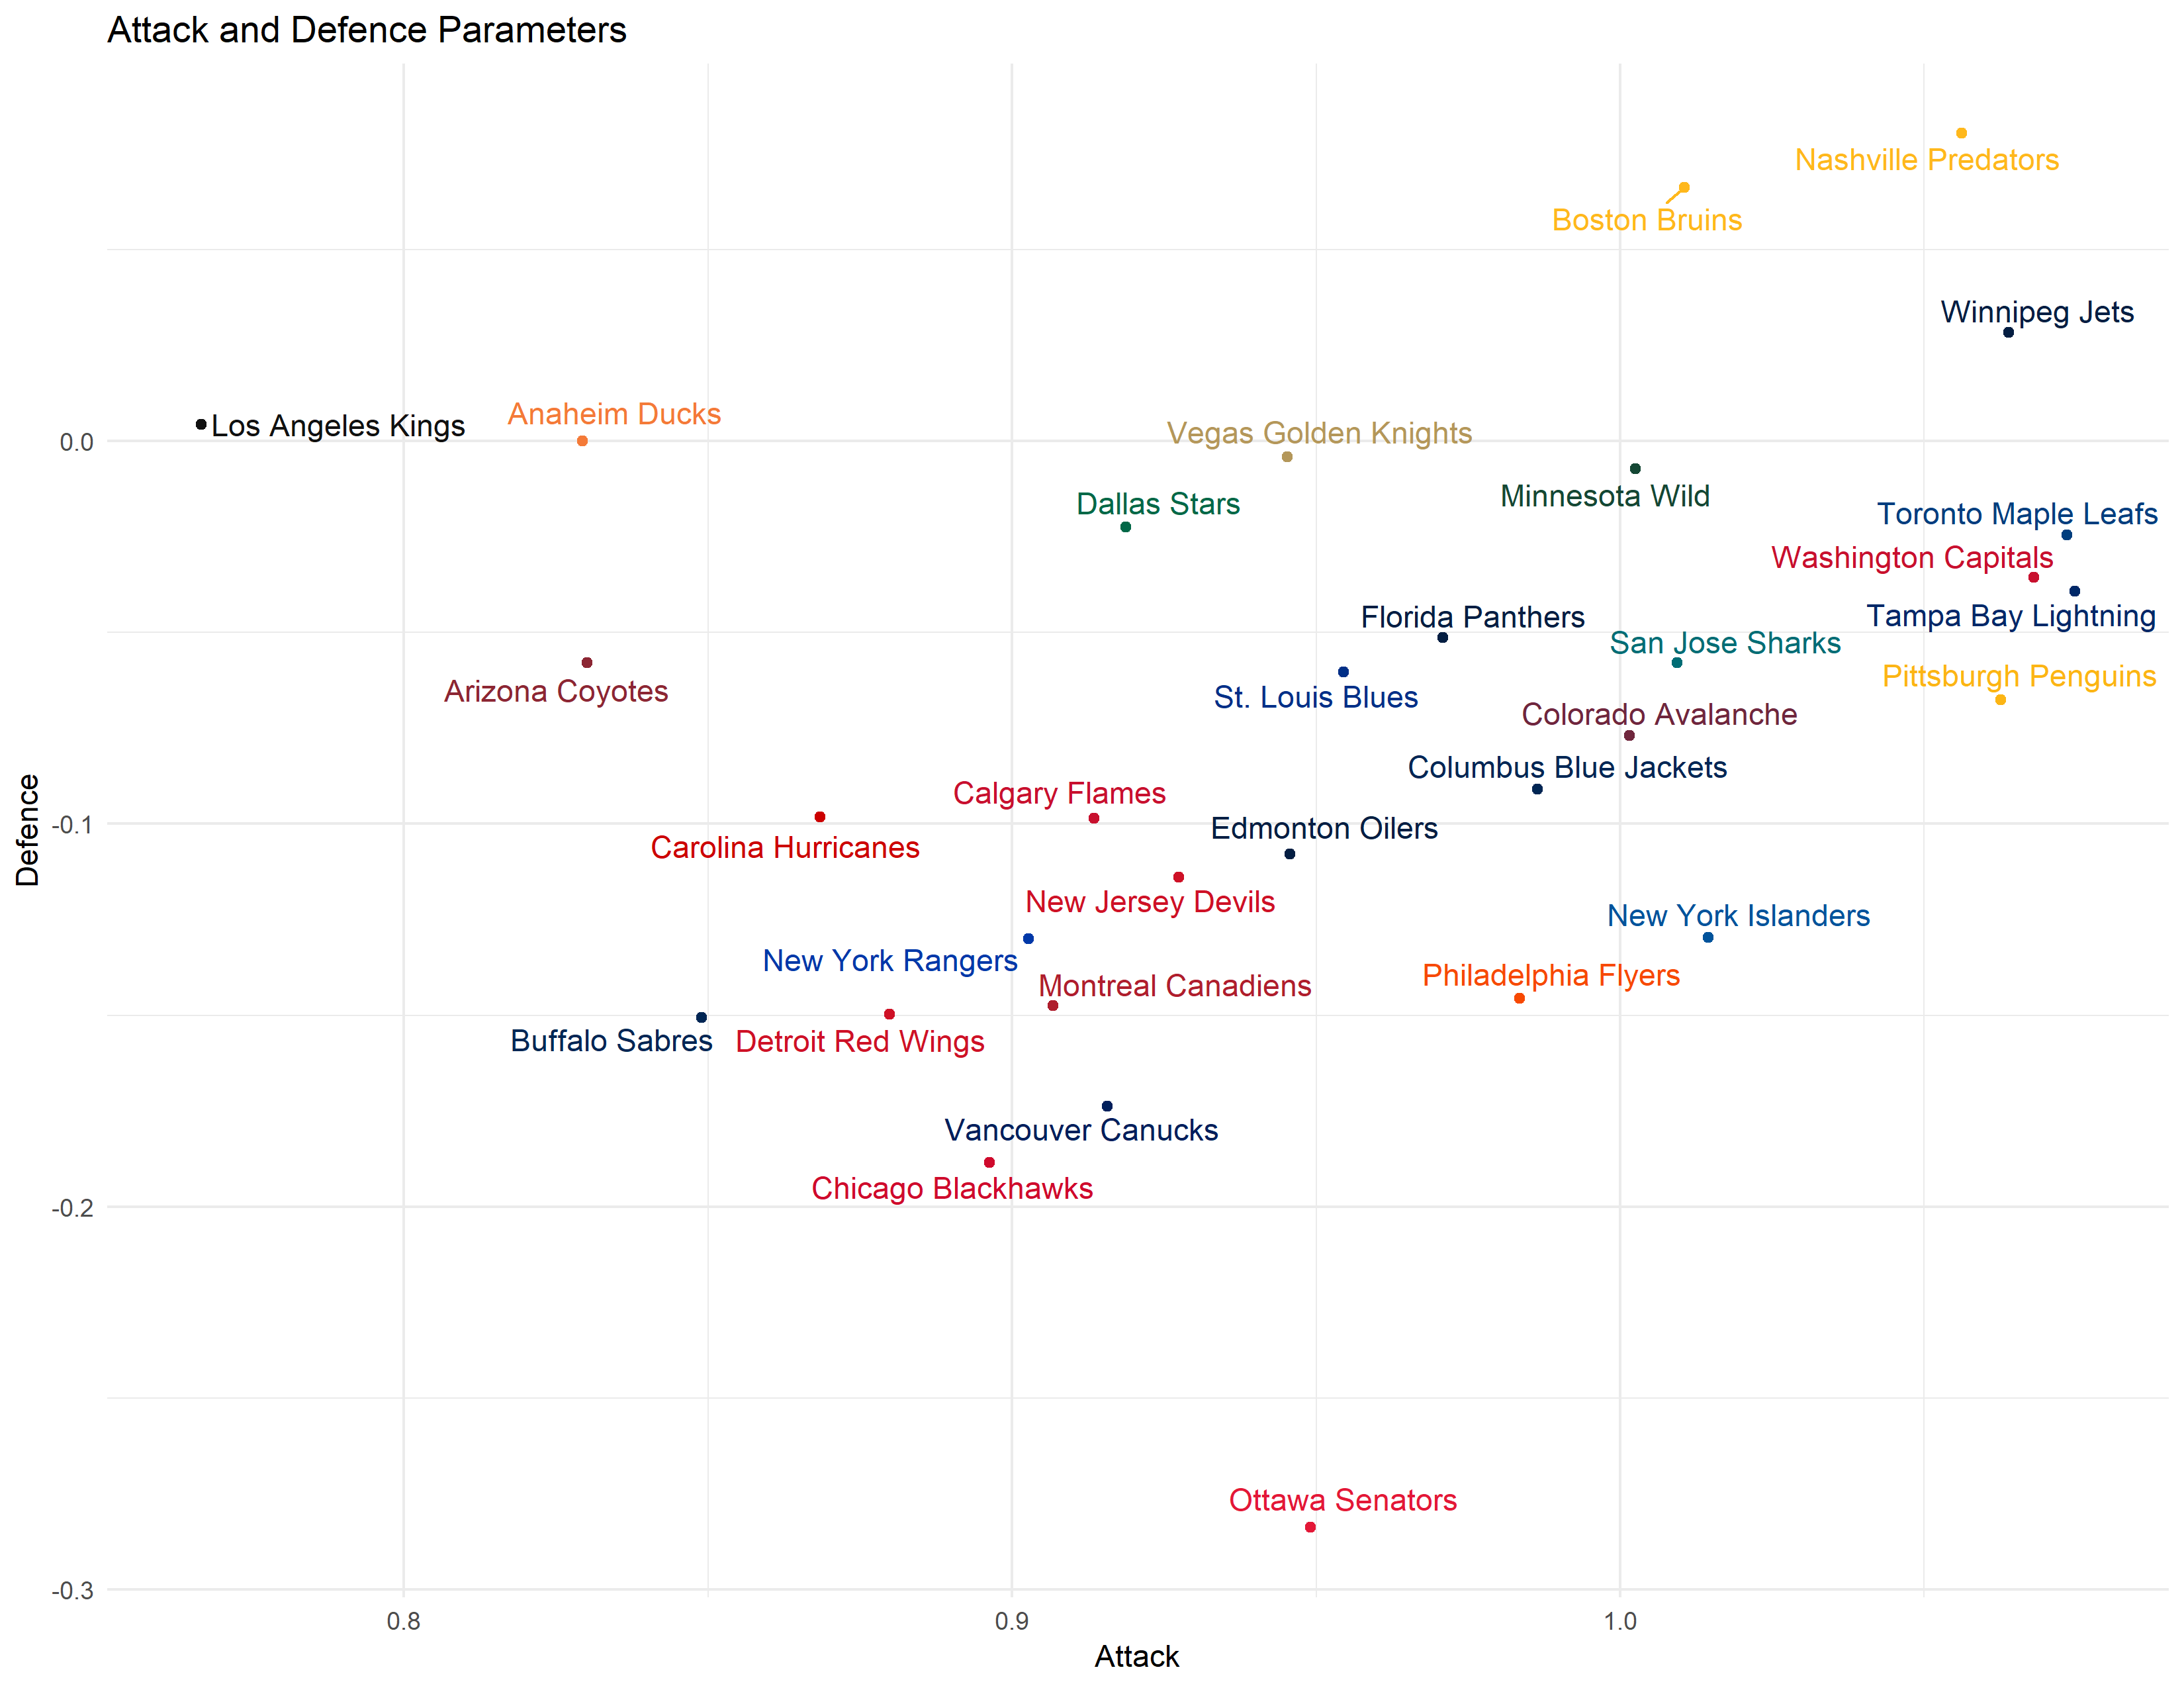 Attack and Defence Parameters
Nashville Predators
Boston Bruins
Winnipeg Jets
Anaheim Ducks
Los Angeles Kings
Vegas Golden Knights
0.0
Minnesota Wild
Dallas Stars
Toronto Maple Leafs
Washington Capitals
Tampa Bay Lightning
Florida Panthers
San Jose Sharks
Pittsburgh Penguins
Arizona Coyotes
St. Louis Blues
Colorado Avalanche
Columbus Blue Jackets
Calgary Flames
-0.1
Edmonton Oilers
Defence
Carolina Hurricanes
New Jersey Devils
New York Islanders
New York Rangers
Philadelphia Flyers
Montreal Canadiens
Buffalo Sabres
Detroit Red Wings
Vancouver Canucks
Chicago Blackhawks
-0.2
Ottawa Senators
-0.3
0.8
0.9
1.0
Attack